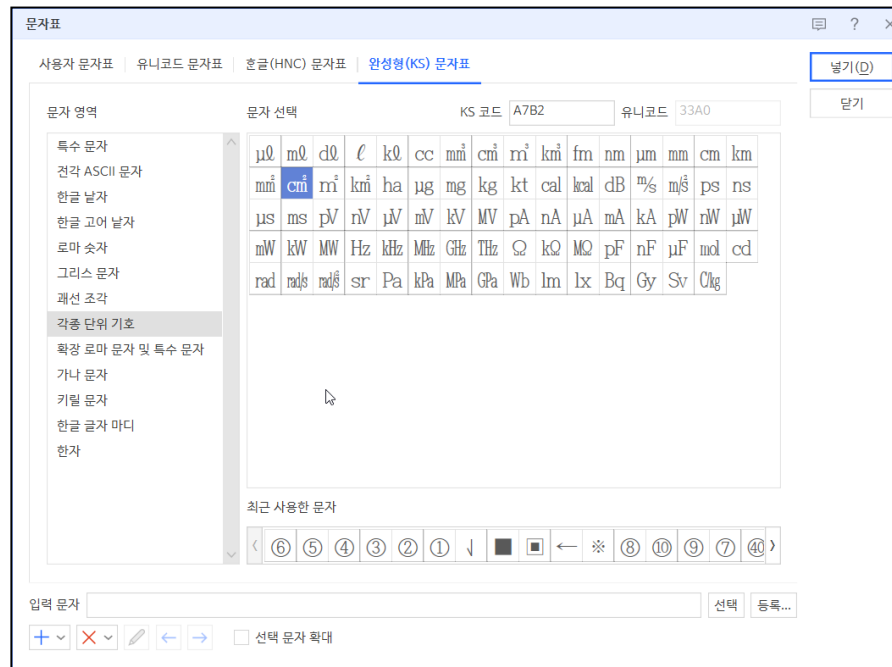 문자표
?
사용자 문자표 유니코드 문자표 훈글(HNC) 문자표 완성형(KS) 문자표
넣기(D)
닫기
문자 영역
문자 선택 KS 코드 A7B2 유니코드 33A0
특수 문자
전각 ASCII 문자
한글 낱자
한글 고어 낱자
로마 숫자
그리스 문자
괘선 조각
각종 단위 기호
확장 로마 문자 및 특수 문자
가나 문자
키릴 문자
한글 글자 마디
한자
㎕ ㎖ ㎗ ℓ ㎘ ㏄ ㎣ ㎤ ㎥ ㎦ ㎙ ㎚ ㎛ ㎜ ㎝ ㎞
㎟ ㎠ ㎡ ㎢ ㏊ ㎍ ㎎ ㎏ ㏏ ㎈ ㎉ ㏈ ㎧ ㎨ ㎰ ㎱
㎲ ㎳ ㎴ ㎵ ㎶ ㎷ ㎸ ㎹ ㎀ ㎁ ㎂ ㎃ ㎄ ㎺ ㎻ ㎼
㎽ ㎾ ㎿ ㎐ ㎑ ㎒ ㎓ ㎔ Ω ㏀ ㏁ ㎊ ㎋ ㎌ ㏖ ㏅
㎭ ㎮ ㎯ ㏛ ㎩ ㎪ ㎫ ㎬ ㏝ ㏐ ㏓ ㏃ ㏉ ㏜ ㏆
최근 사용한 문자
⑥ ⑤ ④ ③ ② ① √ ■ ▣ ← ※ ⑧ ⑩ ⑨ ⑦ ㊵
입력 문자 선택 등록...
선택 문자 확대